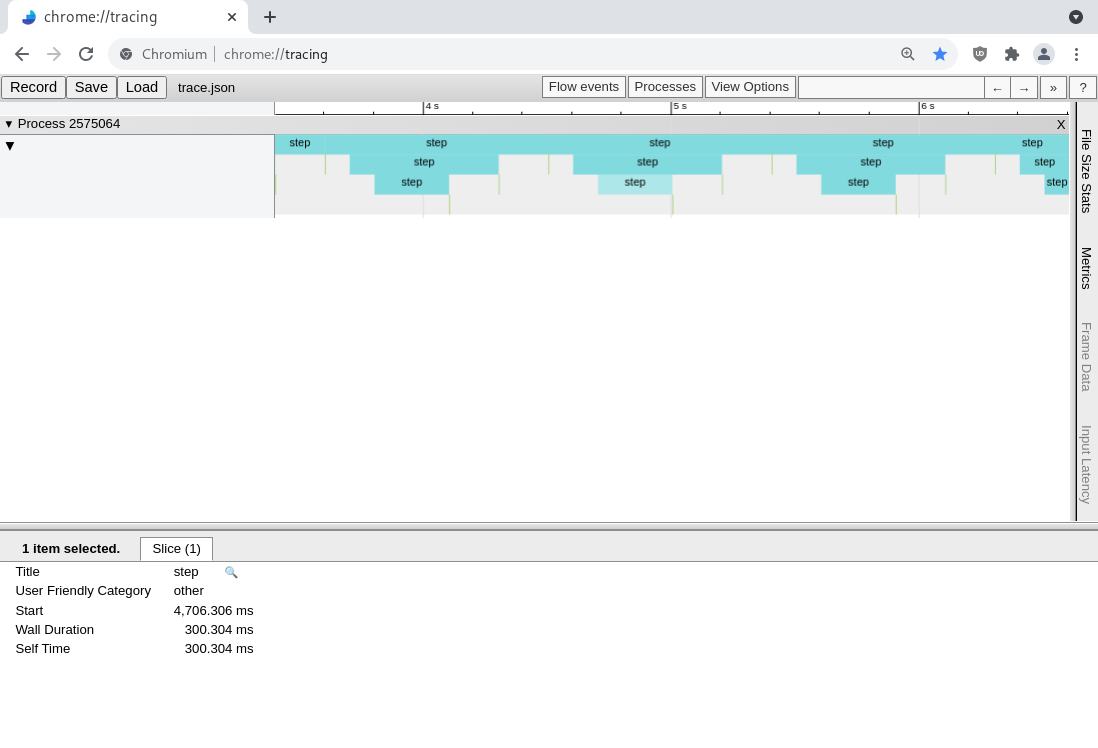 chrome://tracing
Chromium | chrome://tracing
Record Save Load trace.json Flow events Processes View Options ← → » ?
4 s 5 s 6 s
▼ Process 2575064 X
▼
step step step step step
step step step step
step step step step
File Size Stats
Metrics
Frame Data
Input Latency
1 item selected. Slice (1)
Title step
User Friendly Category other
Start 4,706.306 ms
Wall Duration 300.304 ms
Self Time 300.304 ms